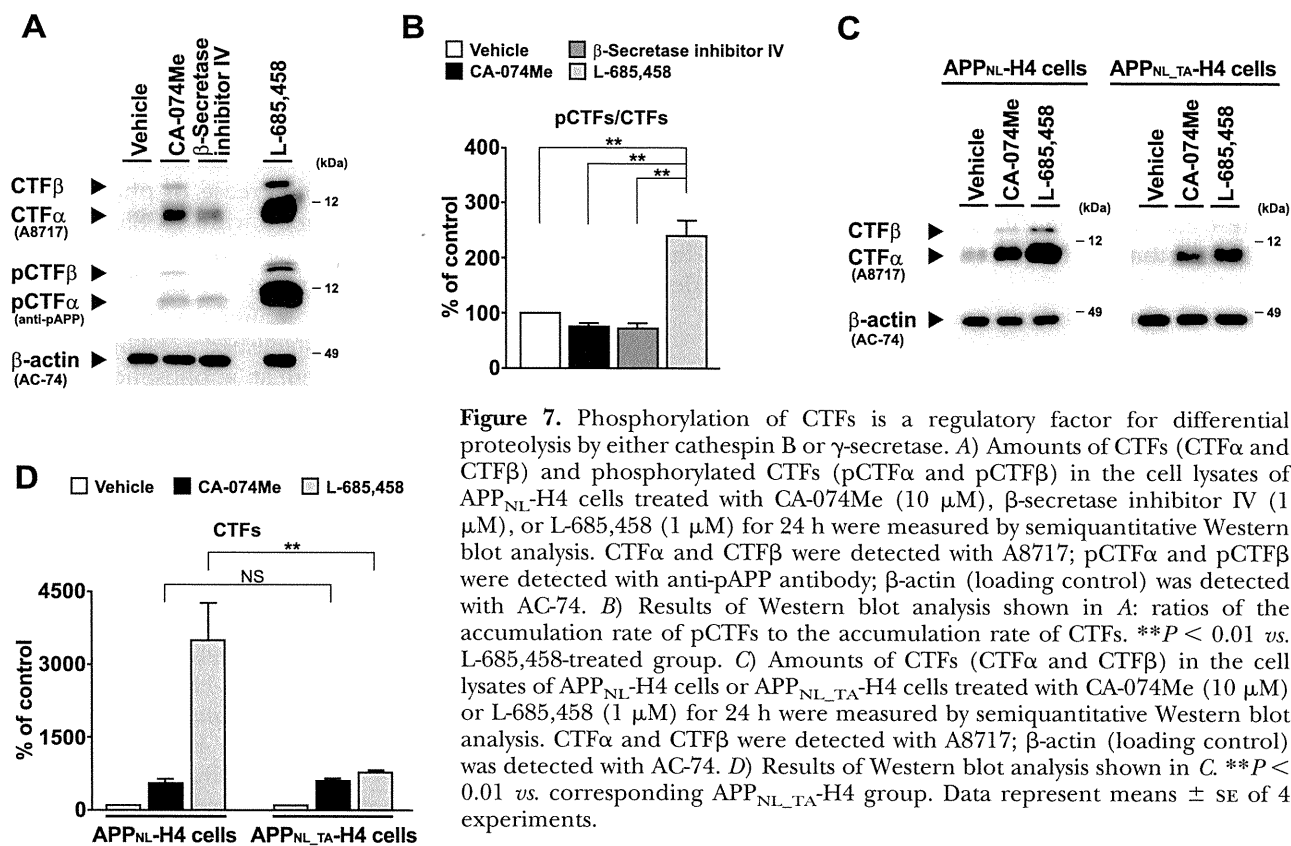 A
Vehicle
CA-074Me
β-Secretase
inhibitor IV
L-685,458
(kDa)
CTFβ
CTFα
(A8717)
12
pCTFβ
pCTFα
(anti-pAPP)
12
β-actin
(AC-74)
49
B
Vehicle
β-Secretase inhibitor IV
CA-074Me
L-685,458
pCTFs/CTFs
% of control
400
300
200
100
0
**
**
**
C
APPNL-H4 cells
APPNL_TA-H4 cells
Vehicle
CA-074Me
L-685,458
(kDa)
Vehicle
CA-074Me
L-685,458
(kDa)
CTFβ
CTFα
(A8717)
12
12
β-actin
(AC-74)
49
49
D
Vehicle
CA-074Me
L-685,458
CTFs
**
NS
% of control
4500
3000
1500
0
APPNL-H4 cells
APPNL_TA-H4 cells
Figure 7. Phosphorylation of CTFs is a regulatory factor for differential
proteolysis by either cathespin B or γ-secretase. A) Amounts of CTFs (CTFα and
CTFβ) and phosphorylated CTFs (pCTFα and pCTFβ) in the cell lysates of
APPNL-H4 cells treated with CA-074Me (10 μM), β-secretase inhibitor IV (1
μM), or L-685,458 (1 μM) for 24 h were measured by semiquantitative Western
blot analysis. CTFα and CTFβ were detected with A8717; pCTFα and pCTFβ
were detected with anti-pAPP antibody; β-actin (loading control) was detected
with AC-74. B) Results of Western blot analysis shown in A: ratios of the
accumulation rate of pCTFs to the accumulation rate of CTFs. **P < 0.01 vs.
L-685,458-treated group. C) Amounts of CTFs (CTFα and CTFβ) in the cell
lysates of APPNL-H4 cells or APPNL_TA-H4 cells treated with CA-074Me (10 μM)
or L-685,458 (1 μM) for 24 h were measured by semiquantitative Western blot
analysis. CTFα and CTFβ were detected with A8717; β-actin (loading control)
was detected with AC-74. D) Results of Western blot analysis shown in C. **P <
0.01 vs. corresponding APPNL_TA-H4 group. Data represent means ± SE of 4
experiments.